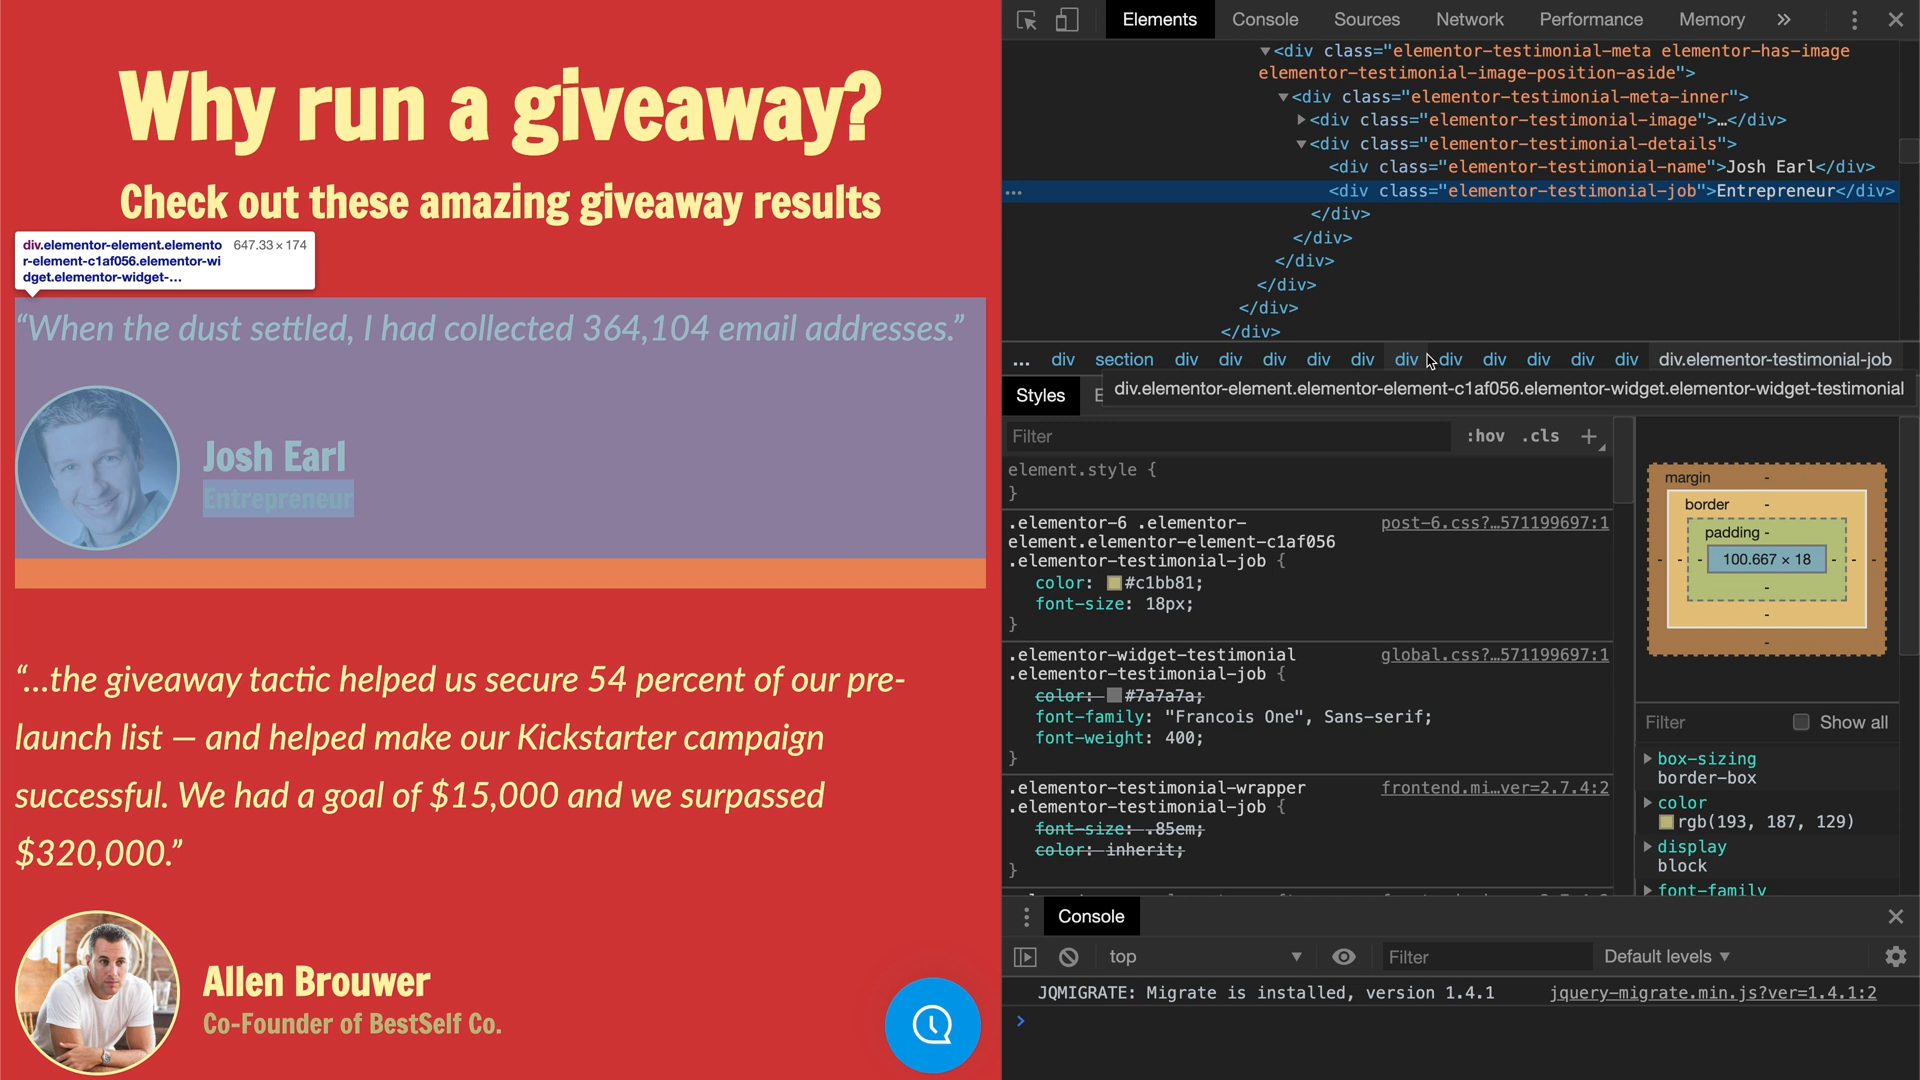 Why run a giveaway?
Check out these amazing giveaway results
div.elementor-element.elemento 647.33 × 174
r-element-c1af056.elementor-wi
dget.elementor-widget-...
“When the dust settled, I had collected 364,104 email addresses.”
Josh Earl
Entrepreneur
“...the giveaway tactic helped us secure 54 percent of our pre-
launch list — and helped make our Kickstarter campaign
successful. We had a goal of $15,000 and we surpassed
$320,000.”
Allen Brouwer
Co-Founder of BestSelf Co.
Elements Console Sources Network Performance Memory »
<div class="elementor-testimonial-meta elementor-has-image
elementor-testimonial-image-position-aside">
<div class="elementor-testimonial-meta-inner">
<div class="elementor-testimonial-image">…</div>
<div class="elementor-testimonial-details">
<div class="elementor-testimonial-name">Josh Earl</div>
<div class="elementor-testimonial-job">Entrepreneur</div>
</div>
</div>
</div>
</div>
</div>
</div>
... div section div div div div div div div div div div div div.elementor-testimonial-job
div.elementor-element.elementor-element-c1af056.elementor-widget.elementor-widget-testimonial
Styles
Filter :hov .cls +
element.style {
}
.elementor-6 .elementor- post-6.css?…571199697:1
element.elementor-element-c1af056
.elementor-testimonial-job {
color: #c1bb81;
font-size: 18px;
}
.elementor-widget-testimonial global.css?…571199697:1
.elementor-testimonial-job {
color: #7a7a7a;
font-family: "Francois One", Sans-serif;
font-weight: 400;
}
.elementor-testimonial-wrapper frontend.mi…ver=2.7.4:2
.elementor-testimonial-job {
font-size: .85em;
color: inherit;
}
margin -
border -
padding -
- - - 100.667 × 18 - - -
-
-
-
Filter Show all
box-sizing
border-box
color
rgb(193, 187, 129)
display
block
font-family
Console
top Filter Default levels
JQMIGRATE: Migrate is installed, version 1.4.1 jquery-migrate.min.js?ver=1.4.1:2